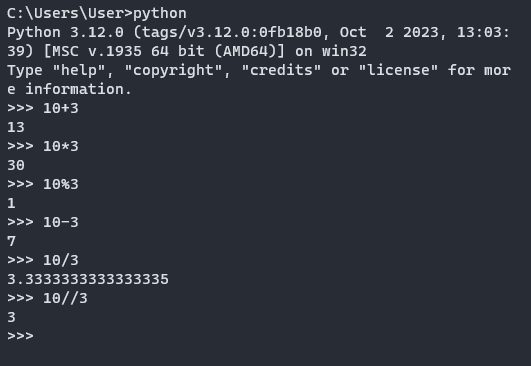 C:\Users\User>python
Python 3.12.0 (tags/v3.12.0:0fb18b0, Oct  2 2023, 13:03:
39) [MSC v.1935 64 bit (AMD64)] on win32
Type "help", "copyright", "credits" or "license" for mor
e information.
>>> 10+3
13
>>> 10*3
30
>>> 10%3
1
>>> 10-3
7
>>> 10/3
3.3333333333333335
>>> 10//3
3
>>>